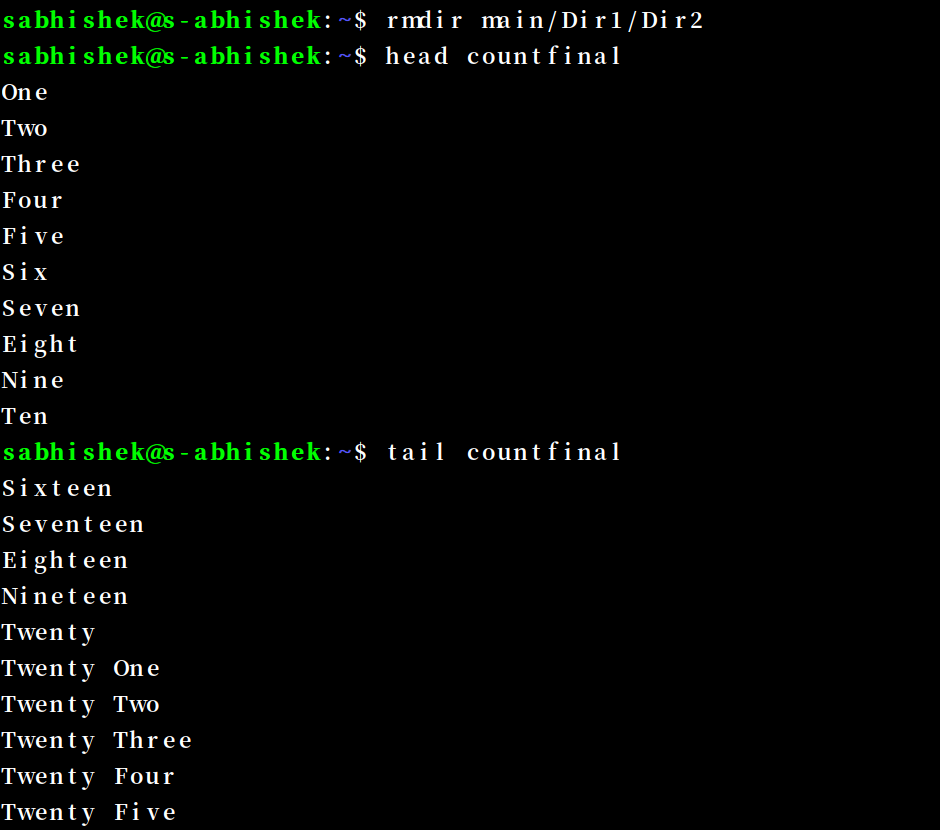 sabhishek@s-abhishek:~$ rmdir main/Dir1/Dir2
sabhishek@s-abhishek:~$ head countfinal
One
Two
Three
Four
Five
Six
Seven
Eight
Nine
Ten
sabhishek@s-abhishek:~$ tail countfinal
Sixteen
Seventeen
Eighteen
Nineteen
Twenty
Twenty One
Twenty Two
Twenty Three
Twenty Four
Twenty Five